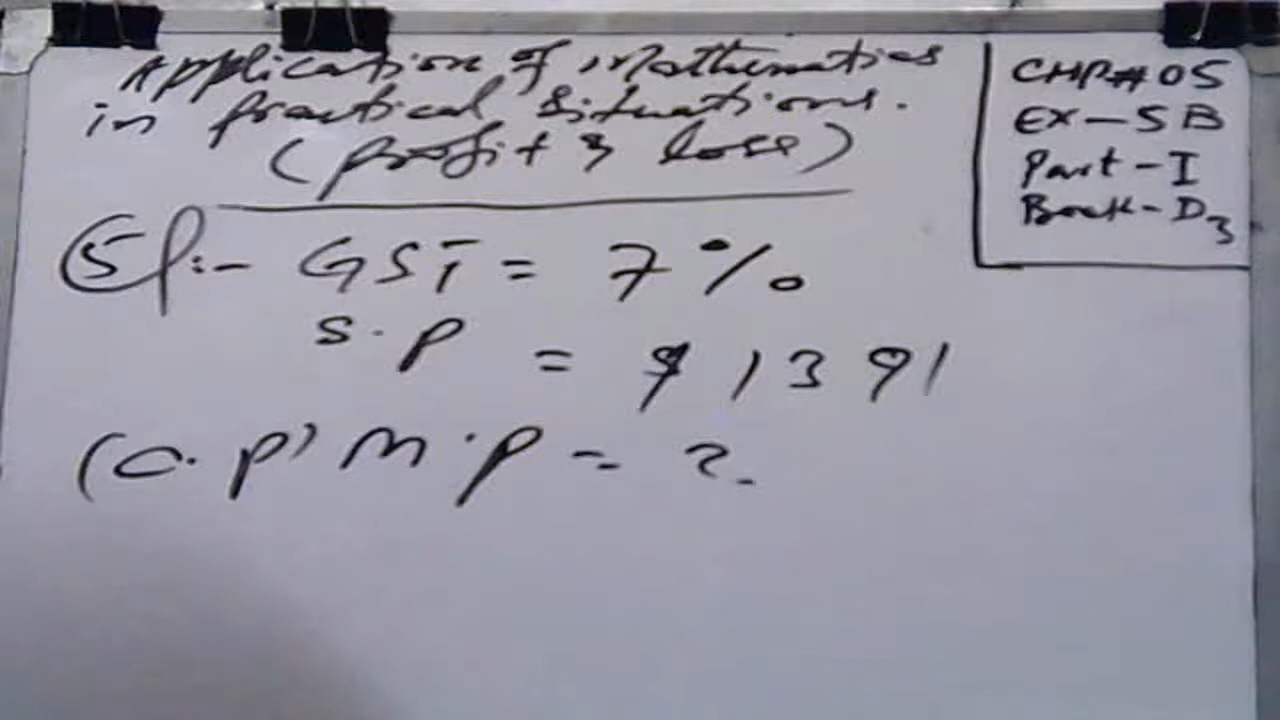 Application of Mathematics
in practical situations.
(profit & loss)
CHP# 05
EX-5B
Part-I
Book-D3
5):- GST = 7%
S.P = $1391
(C.P) M.P = ?